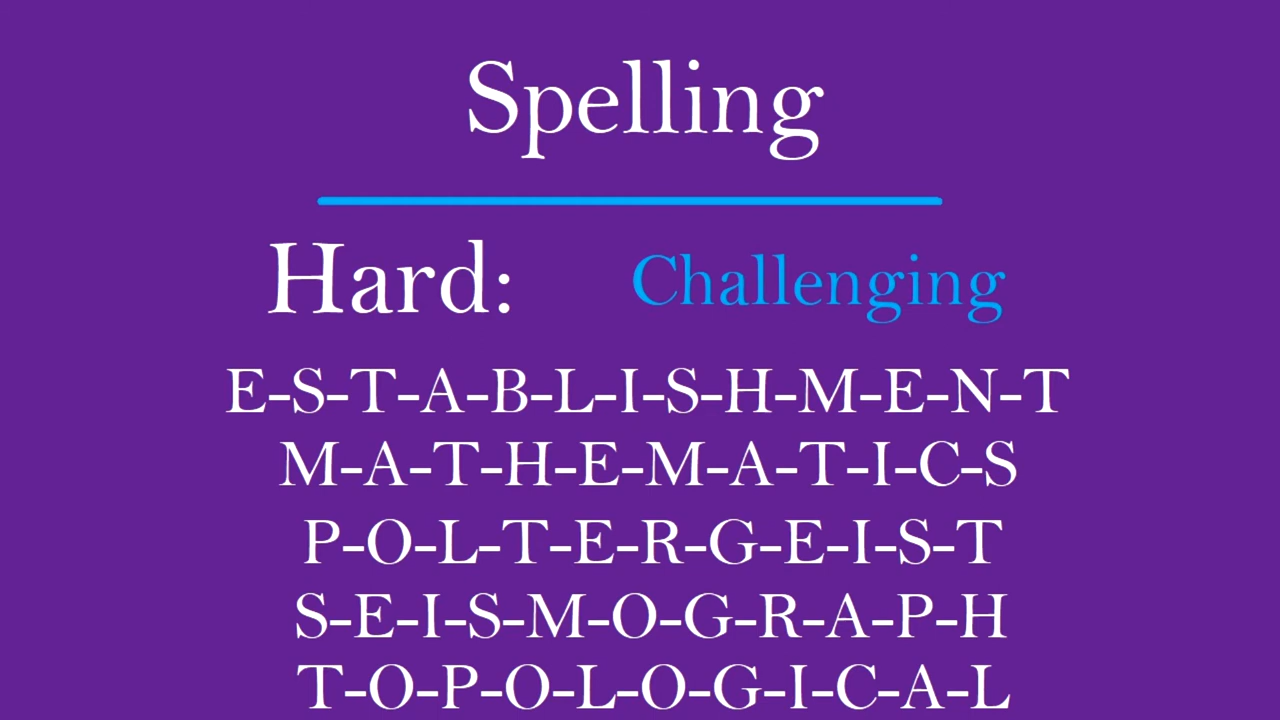 Spelling
Hard: Challenging
E-S-T-A-B-L-I-S-H-M-E-N-T
M-A-T-H-E-M-A-T-I-C-S
P-O-L-T-E-R-G-E-I-S-T
S-E-I-S-M-O-G-R-A-P-H
T-O-P-O-L-O-G-I-C-A-L